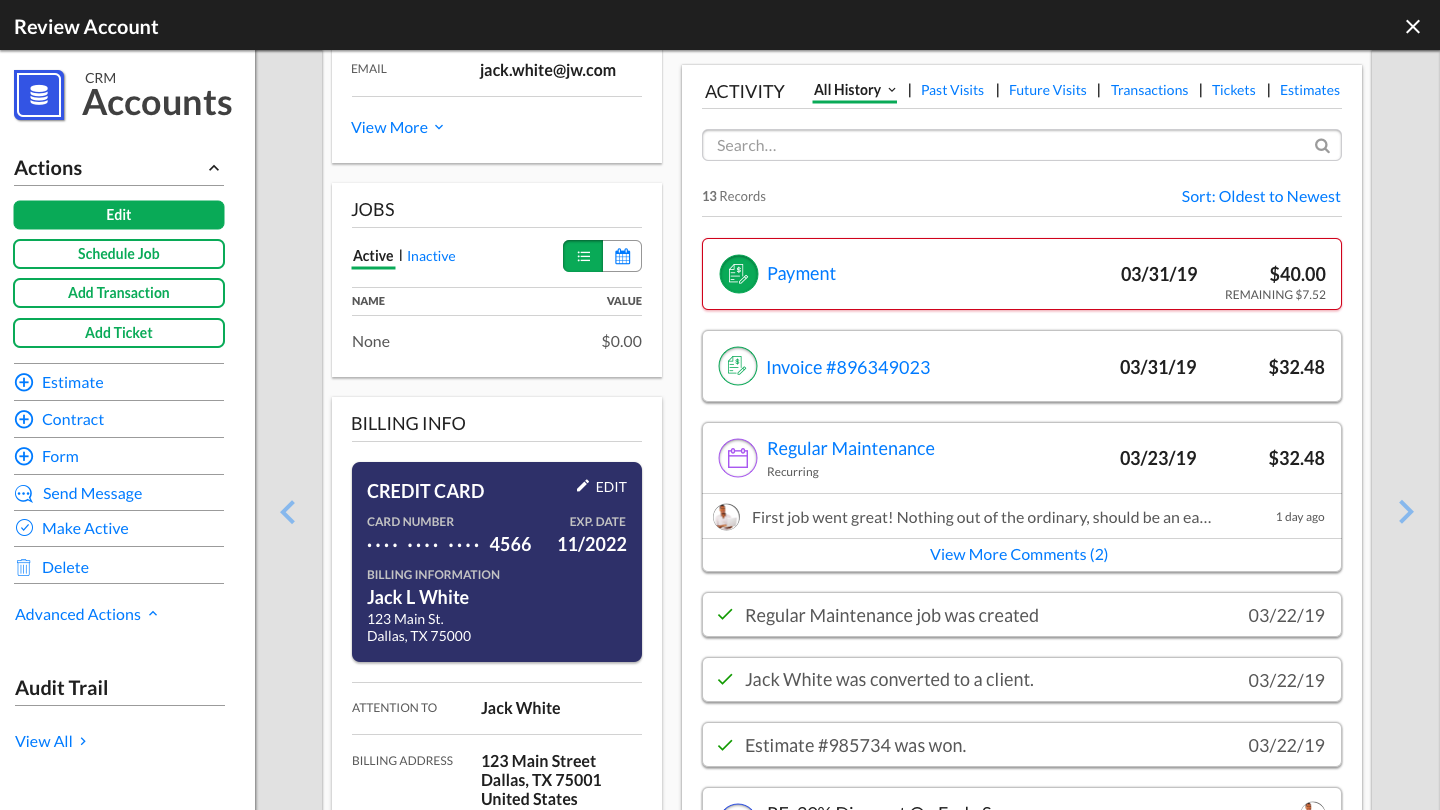 Review Account
CRM
Accounts
Actions
Edit
Schedule Job
Add Transaction
Add Ticket
Estimate
Contract
Form
Send Message
Make Active
Delete
Advanced Actions
Audit Trail
View All
EMAIL jack.white@jw.com
View More
JOBS
Active | Inactive
NAME VALUE
None $0.00
BILLING INFO
CREDIT CARD EDIT
CARD NUMBER EXP. DATE
•••• •••• •••• 4566 11/2022
BILLING INFORMATION
Jack L White
123 Main St.
Dallas, TX 75000
ATTENTION TO Jack White
BILLING ADDRESS 123 Main Street
Dallas, TX 75001
United States
ACTIVITY All History | Past Visits | Future Visits | Transactions | Tickets | Estimates
Search...
13 Records Sort: Oldest to Newest
Payment 03/31/19 $40.00
REMAINING $7.52
Invoice #896349023 03/31/19 $32.48
Regular Maintenance 03/23/19 $32.48
Recurring
First job went great! Nothing out of the ordinary, should be an ea... 1 day ago
View More Comments (2)
Regular Maintenance job was created 03/22/19
Jack White was converted to a client. 03/22/19
Estimate #985734 was won. 03/22/19